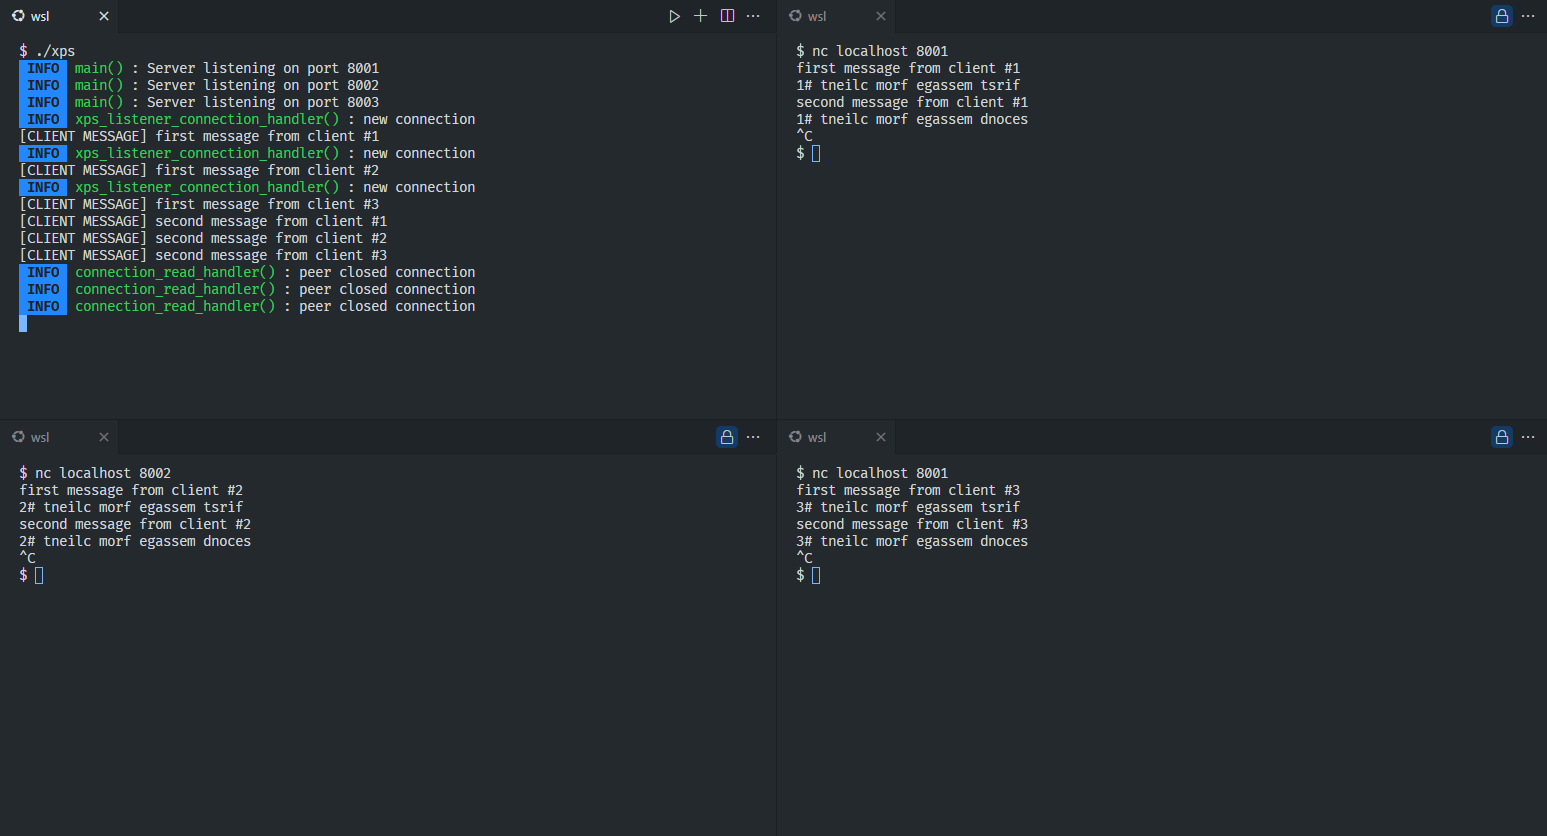 wsl
$ ./xps
INFO main() : Server listening on port 8001
INFO main() : Server listening on port 8002
INFO main() : Server listening on port 8003
INFO xps_listener_connection_handler() : new connection
[CLIENT MESSAGE] first message from client #1
INFO xps_listener_connection_handler() : new connection
[CLIENT MESSAGE] first message from client #2
INFO xps_listener_connection_handler() : new connection
[CLIENT MESSAGE] first message from client #3
[CLIENT MESSAGE] second message from client #1
[CLIENT MESSAGE] second message from client #2
[CLIENT MESSAGE] second message from client #3
INFO connection_read_handler() : peer closed connection
INFO connection_read_handler() : peer closed connection
INFO connection_read_handler() : peer closed connection
wsl
$ nc localhost 8001
first message from client #1
1# tneilc morf egassem tsrif
second message from client #1
1# tneilc morf egassem dnoces
^C
$
wsl
$ nc localhost 8002
first message from client #2
2# tneilc morf egassem tsrif
second message from client #2
2# tneilc morf egassem dnoces
^C
$
wsl
$ nc localhost 8001
first message from client #3
3# tneilc morf egassem tsrif
second message from client #3
3# tneilc morf egassem dnoces
^C
$